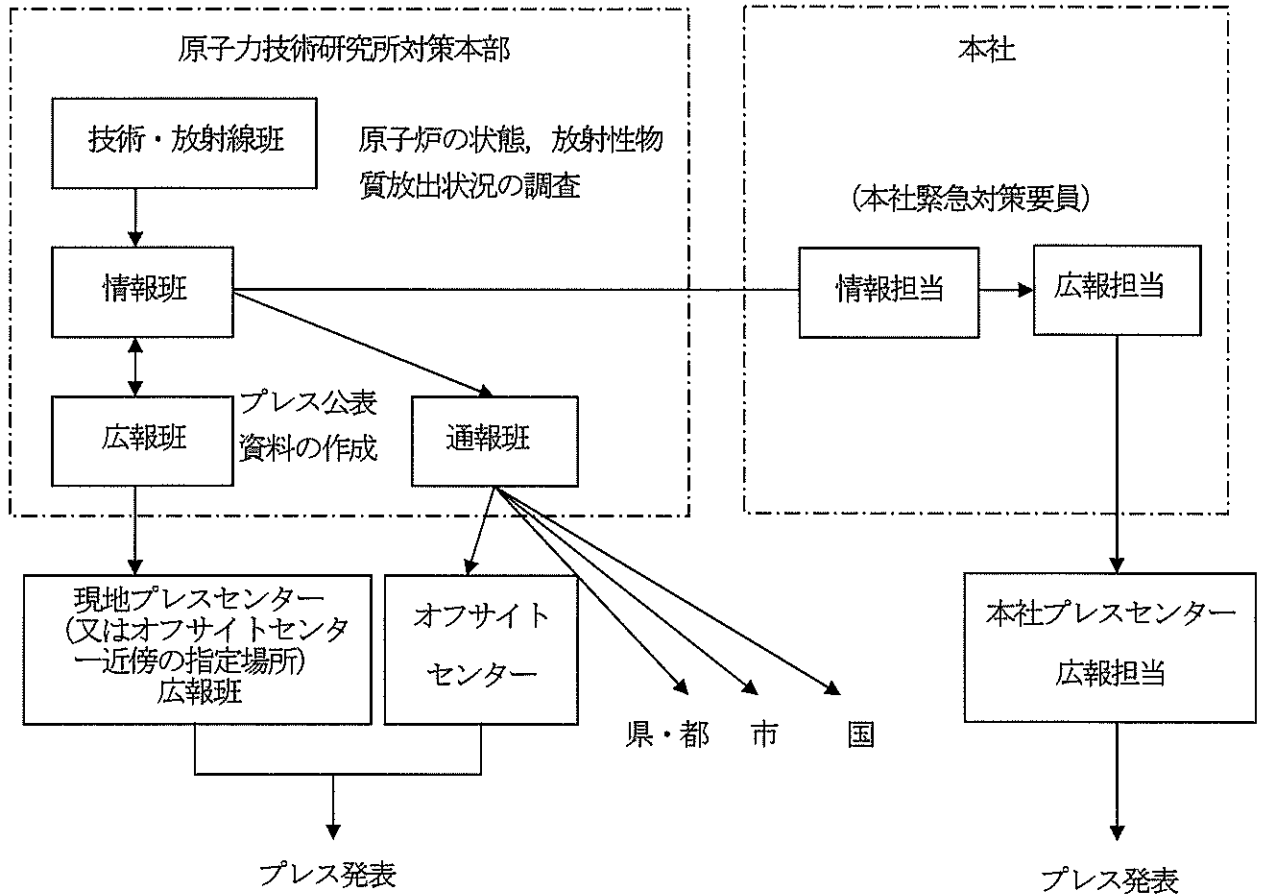 原子力技術研究所対策本部
本社
技術・放射線班
原子炉の状態，放射性物
質放出状況の調査
（本社緊急対策要員）
情報班
情報担当
広報担当
広報班
プレス公表
資料の作成
通報班
現地プレスセンター
（又はオフサイトセンタ
ー近傍の指定場所）
広報班
オフサイト
センター
県・都
市
国
本社プレスセンター
広報担当
プレス発表
プレス発表